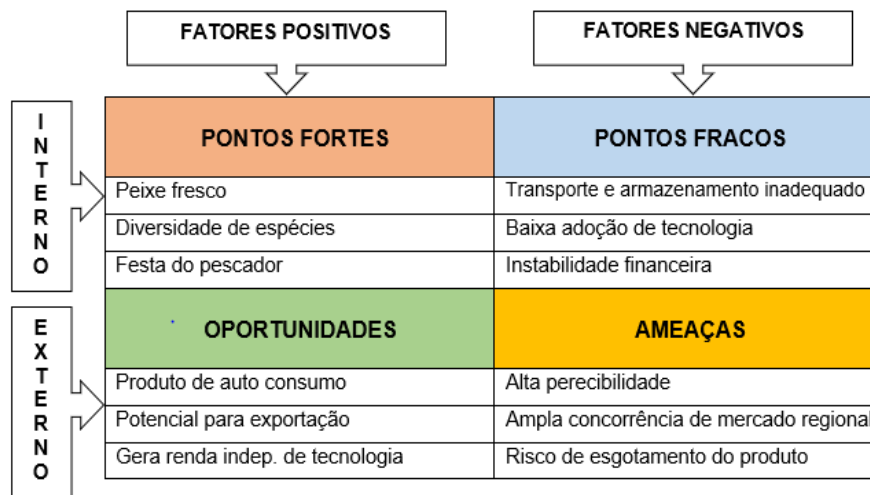 FATORES POSITIVOS
FATORES NEGATIVOS
INTERNO
PONTOS FORTES
PONTOS FRACOS
Peixe fresco
Transporte e armazenamento inadequado
Diversidade de espécies
Baixa adoção de tecnologia
Festa do pescador
Instabilidade financeira
EXTERNO
OPORTUNIDADES
AMEAÇAS
Produto de auto consumo
Alta perecibilidade
Potencial para exportação
Ampla concorrência de mercado regional
Gera renda indep. de tecnologia
Risco de esgotamento do produto